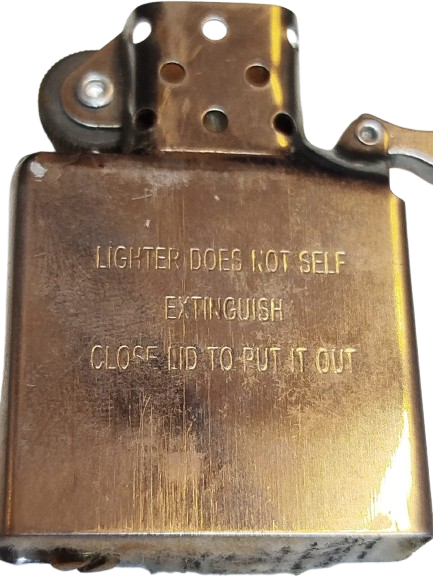 LIGHTER DOES NOT SELF
EXTINGUISH
CLOSE LID TO PUT IT OUT